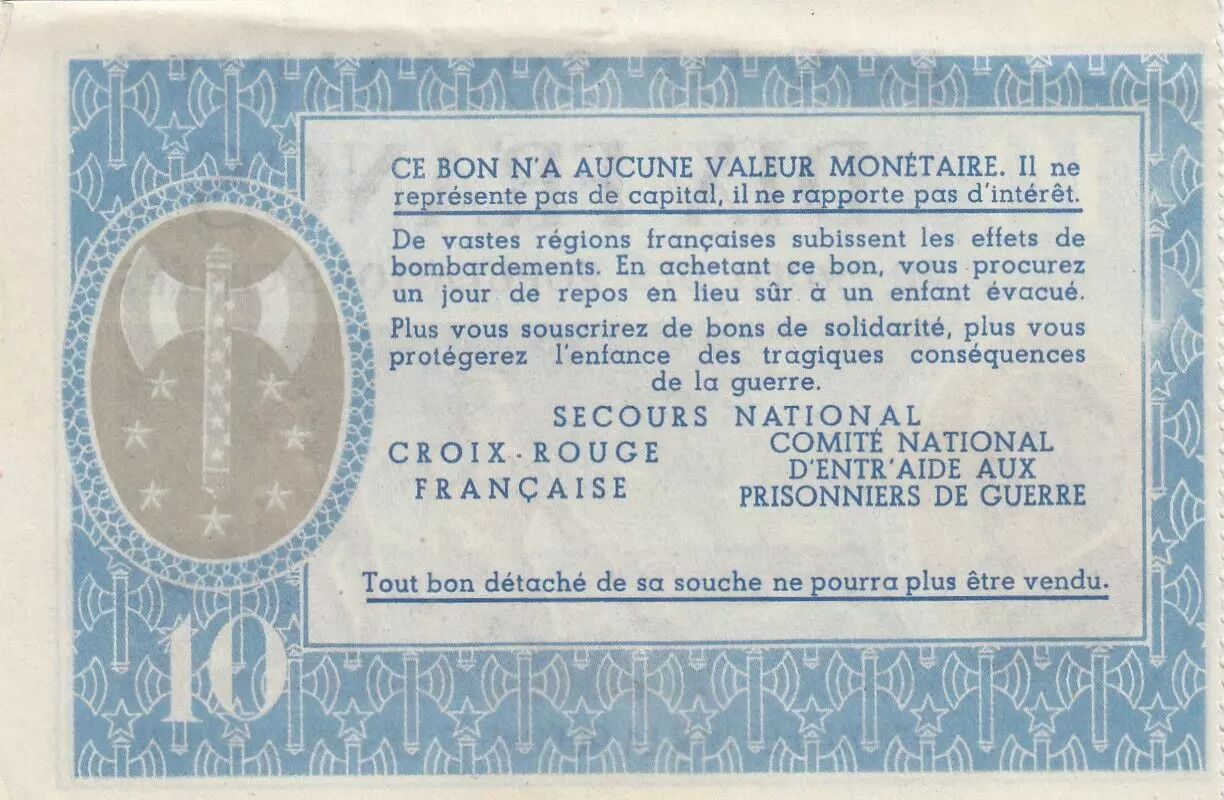 CE BON N'A AUCUNE VALEUR MONÉTAIRE. Il ne
représente pas de capital, il ne rapporte pas d'intérêt.
De vastes régions françaises subissent les effets de
bombardements. En achetant ce bon, vous procurez
un jour de repos en lieu sûr à un enfant évacué.
Plus vous souscrirez de bons de solidarité, plus vous
protégerez l'enfance des tragiques conséquences
de la guerre.
SECOURS NATIONAL
CROIX-ROUGE
FRANÇAISE
COMITÉ NATIONAL
D'ENTR'AIDE AUX
PRISONNIERS DE GUERRE
Tout bon détaché de sa souche ne pourra plus être vendu.
10